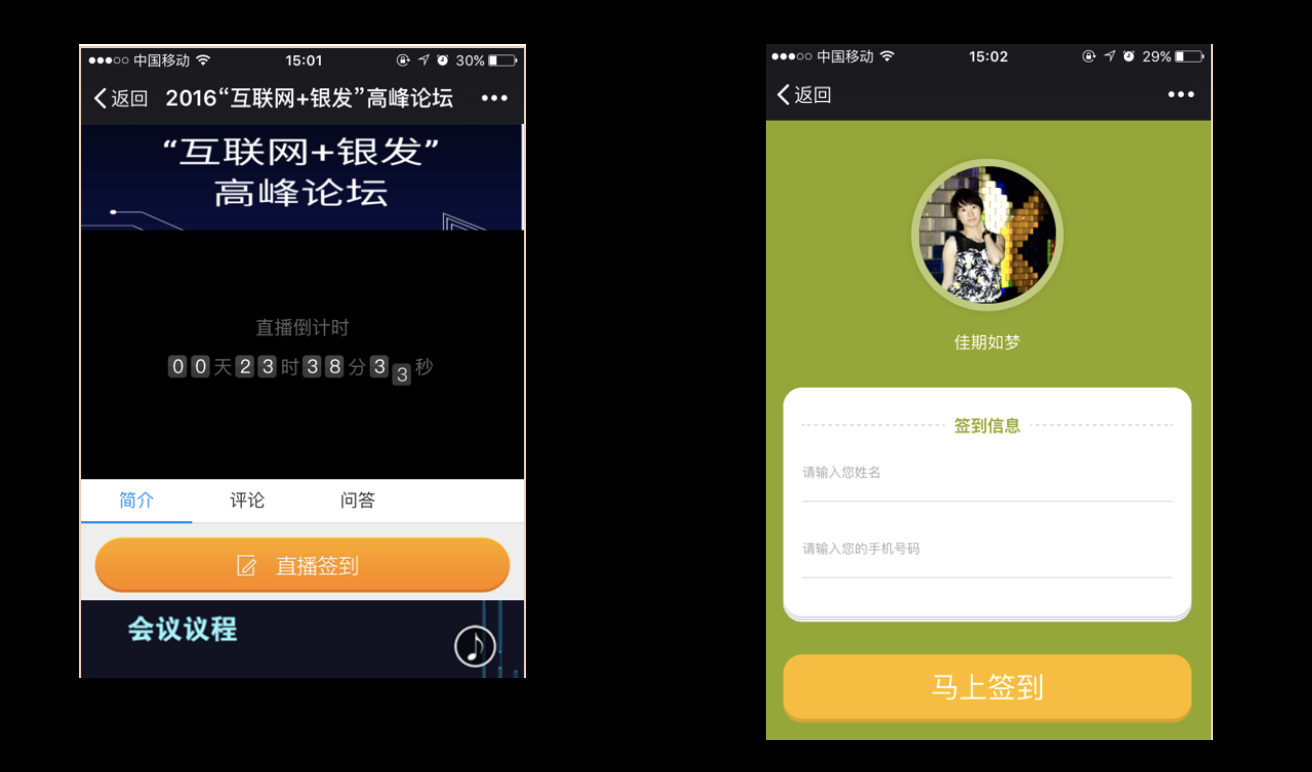 中国移动 15:01 30%
返回 2016“互联网+银发”高峰论坛
“互联网+银发”
高峰论坛
直播倒计时
00天23时38分33秒
简介 评论 问答
直播签到
会议议程
中国移动 15:02 29%
返回
佳期如梦
签到信息
请输入您姓名
请输入您的手机号码
马上签到